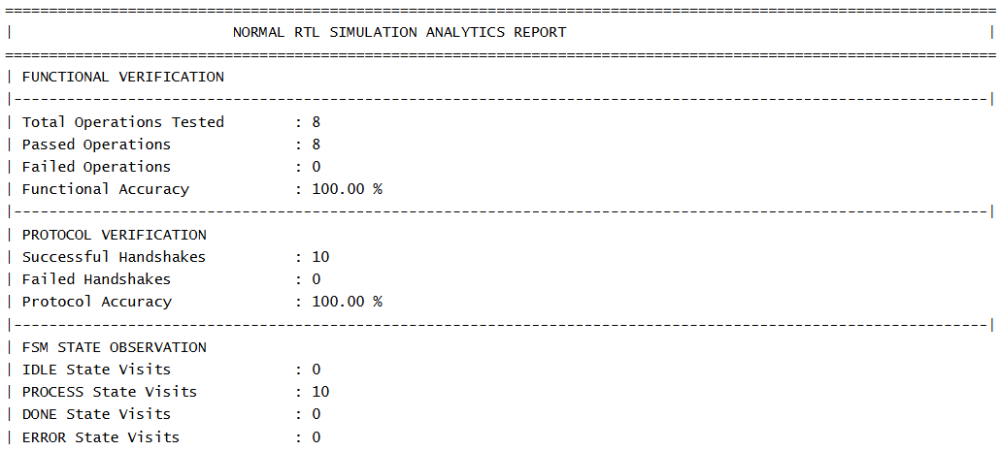 =================================================================================================================
| NORMAL RTL SIMULATION ANALYTICS REPORT |
=================================================================================================================
| FUNCTIONAL VERIFICATION
|---------------------------------------------------------------------------------------------------------------|
| Total Operations Tested : 8
| Passed Operations : 8
| Failed Operations : 0
| Functional Accuracy : 100.00 %
|---------------------------------------------------------------------------------------------------------------|
| PROTOCOL VERIFICATION
| Successful Handshakes : 10
| Failed Handshakes : 0
| Protocol Accuracy : 100.00 %
|---------------------------------------------------------------------------------------------------------------|
| FSM STATE OBSERVATION
| IDLE State Visits : 0
| PROCESS State Visits : 10
| DONE State Visits : 0
| ERROR State Visits : 0